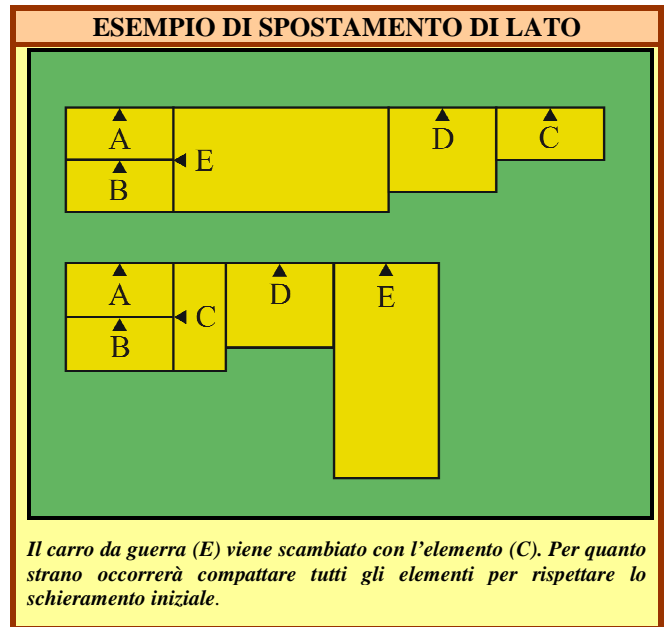 ESEMPIO DI SPOSTAMENTO DI LATO
A
B
E
D
C
A
B
C
D
E
Il carro da guerra (E) viene scambiato con l'elemento (C). Per quanto
strano occorrerà compattare tutti gli elementi per rispettare lo
schieramento iniziale.